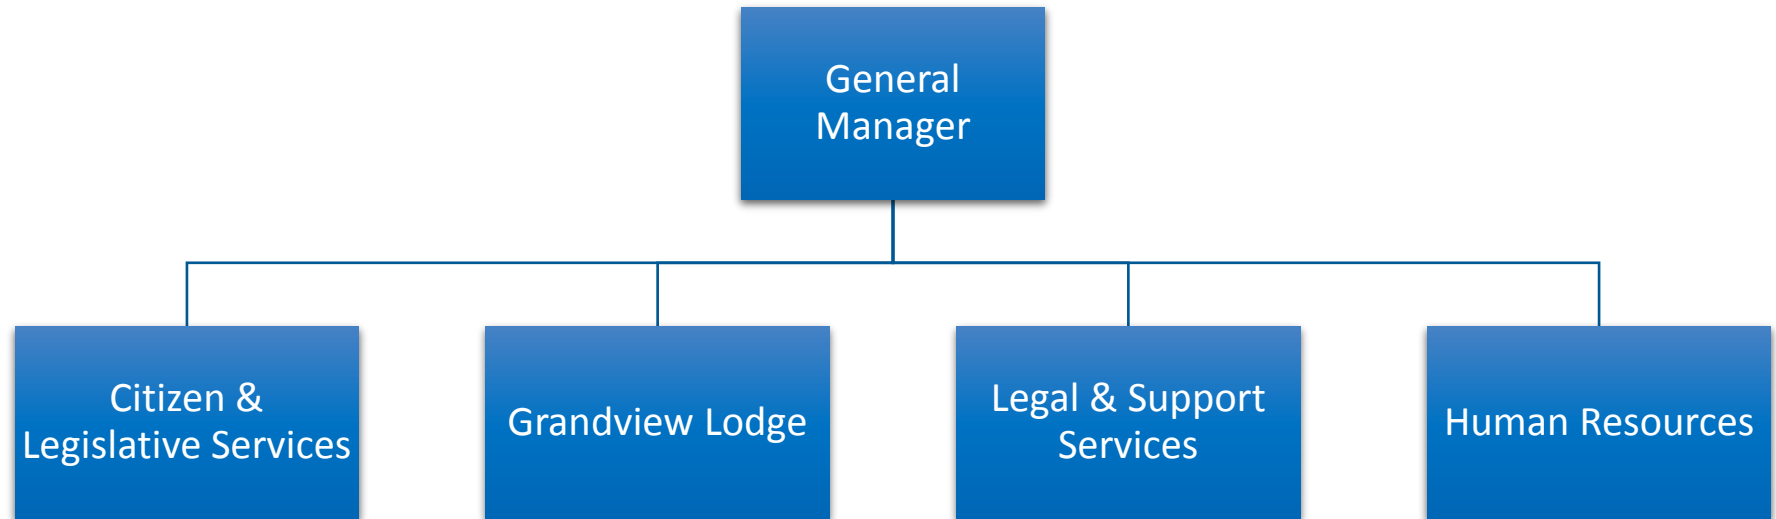 General
Manager
Citizen &
Legislative Services
Grandview Lodge
Legal & Support
Services
Human Resources